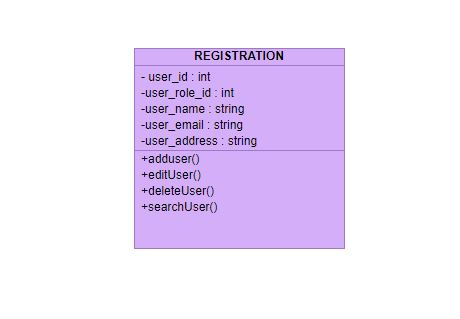 REGISTRATION
- user_id : int
-user_role_id : int
-user_name : string
-user_email : string
-user_address : string
+adduser()
+editUser()
+deleteUser()
+searchUser()